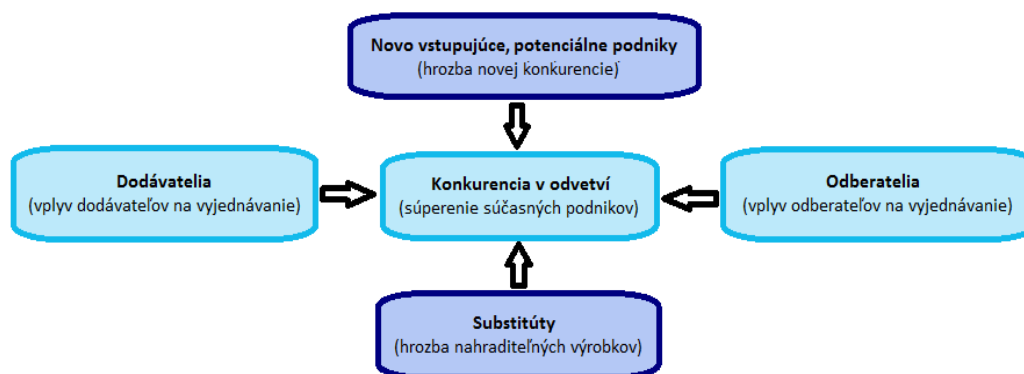 Novo vstupujúce, potenciálne podniky
(hrozba novej konkurencie)
Dodávatelia
(vplyv dodávateľov na vyjednávanie)
Konkurencia v odvetví
(súperenie súčasných podnikov)
Odberatelia
(vplyv odberateľov na vyjednávanie)
Substitúty
(hrozba nahraditeľných výrobkov)